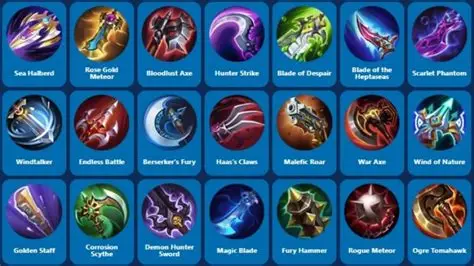 Sea Halberd
Rose Gold
Meteor
Bloodlust Axe
Hunter Strike
Blade of Despair
Blade of the
Heptaseas
Scarlet Phantom
Windtalker
Endless Battle
Berserker's Fury
Haas's Claws
Malefic Roar
War Axe
Wind of Nature
Golden Staff
Corrosion
Scythe
Demon Hunter
Sword
Magic Blade
Fury Hammer
Rogue Meteor
Ogre Tomahawk